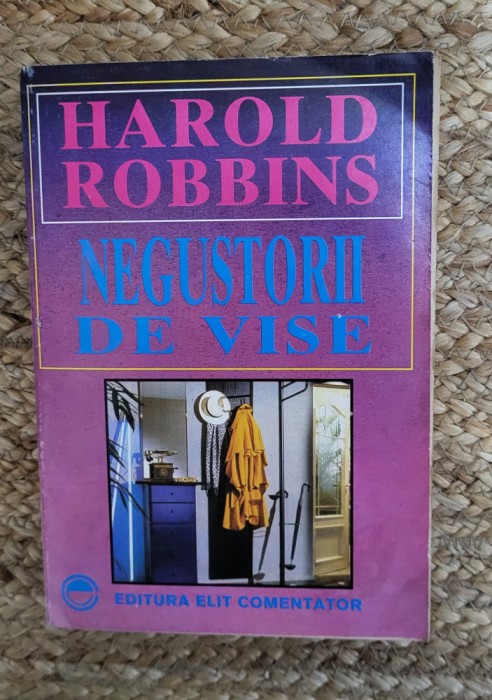 HAROLD
ROBBINS
NEGUSTORII
DE VISE
EDITURA ELIT COMENTATOR